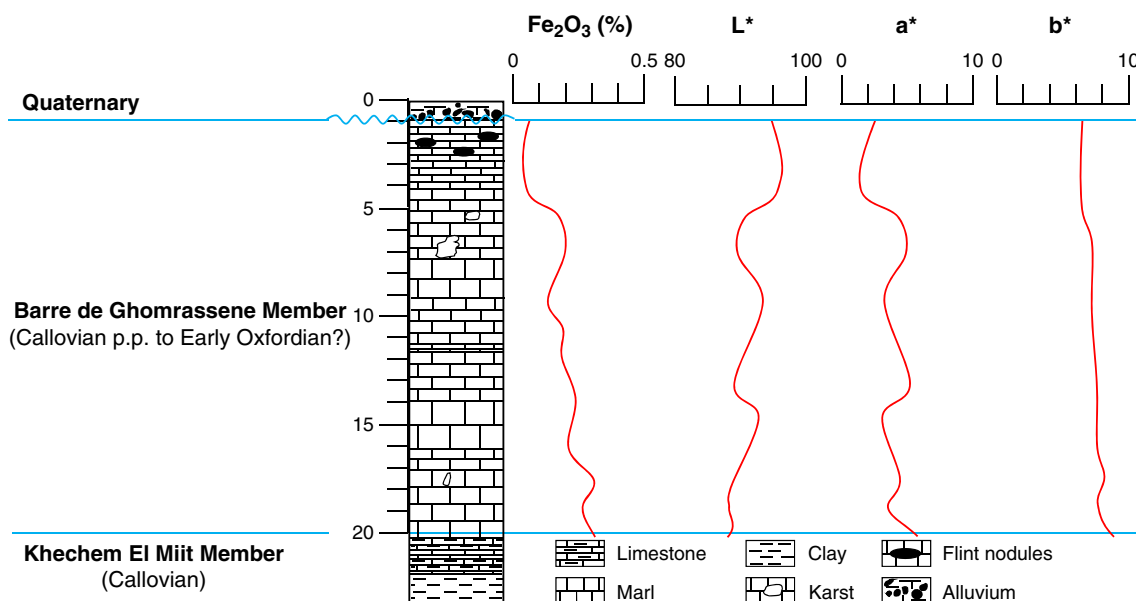 Fe₂O₃ (%) L* a* b*
0 0.5 80 100 0 10 0 10
Quaternary
0
5
Barre de Ghomrassene Member
(Callovian p.p. to Early Oxfordian?)
10
15
20
Khechem El Miit Member
(Callovian)
Limestone Clay Flint nodules
Marl Karst Alluvium